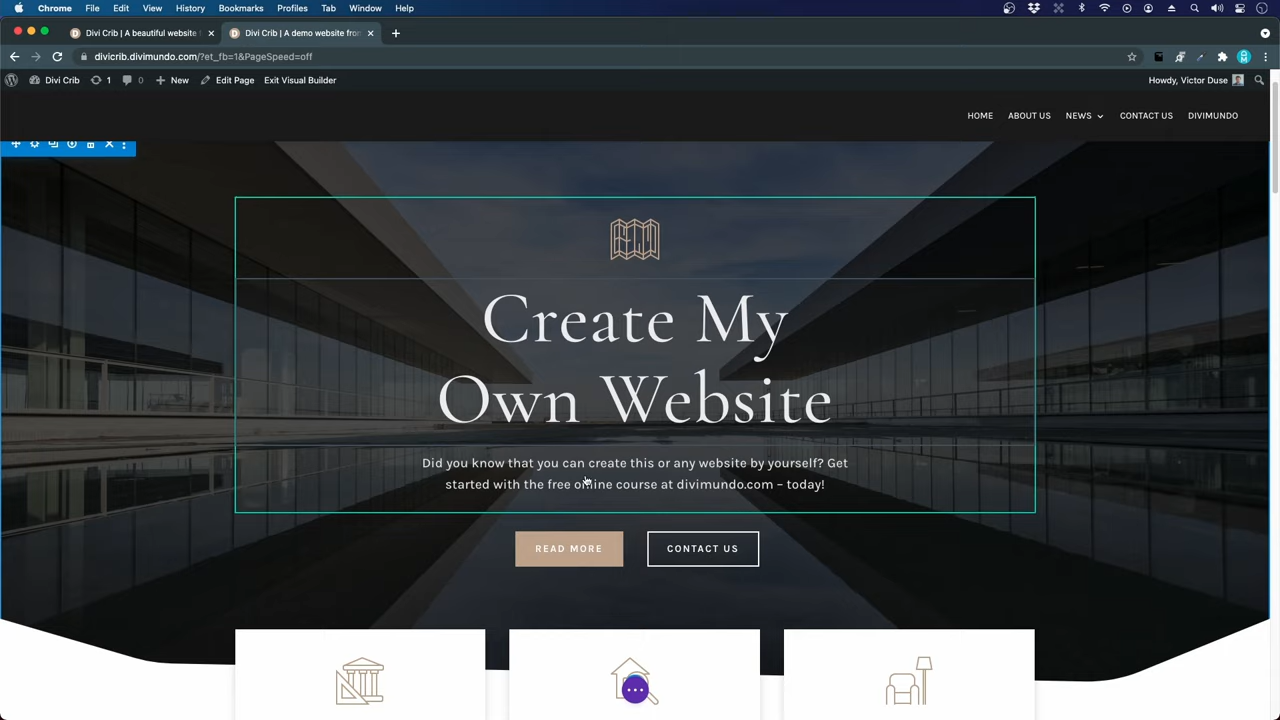 Chrome File Edit View History Bookmarks Profiles Tab Window Help
Divi Crib | A beautiful website
Divi Crib | A demo website from
divicrib.divimundo.com/?et_fb=1&PageSpeed=off
Divi Crib 1 0 New Edit Page Exit Visual Builder Howdy, Victor Duse
HOME ABOUT US NEWS CONTACT US DIVIMUNDO
Create My
Own Website
Did you know that you can create this or any website by yourself? Get
started with the free online course at divimundo.com – today!
READ MORE CONTACT US